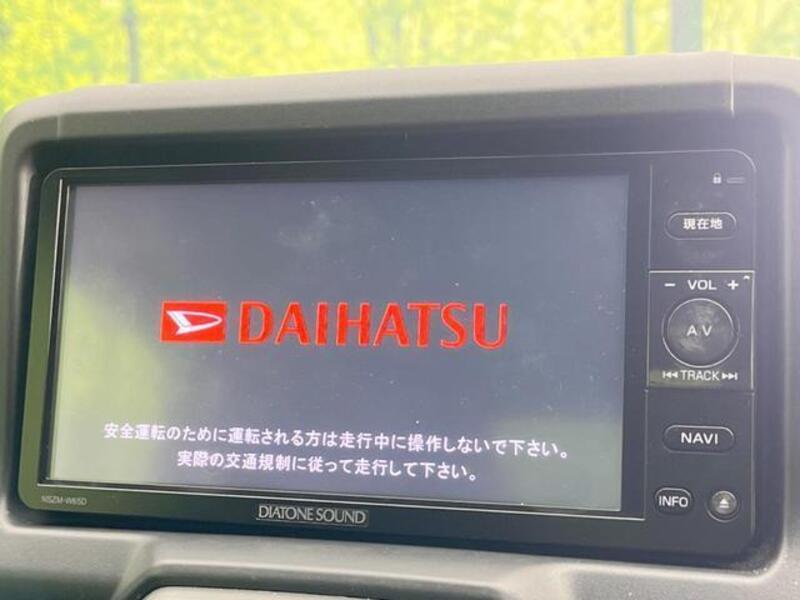 現在地
− VOL +
A/V
TRACK
DAIHATSU
安全運転のために運転される方は走行中に操作しないで下さい。
実際の交通規制に従って走行して下さい。
NAVI
INFO
NSZM-W65D
DIATONE SOUND